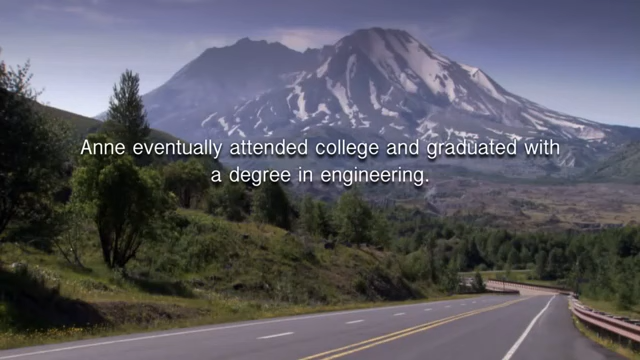 Anne eventually attended college and graduated with
a degree in engineering.